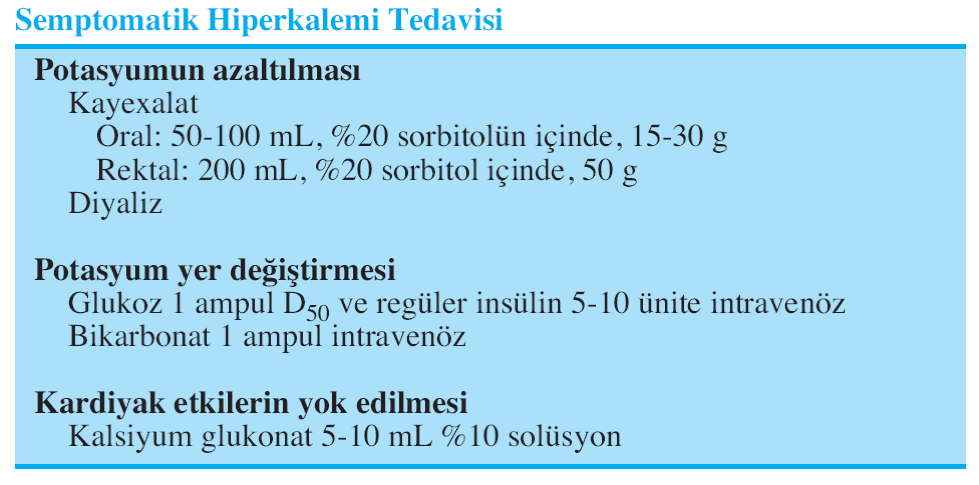 Semptomatik Hiperkalemi Tedavisi
Potasyumun azaltılması
Kayexalat
Oral: 50-100 mL, %20 sorbitolün içinde, 15-30 g
Rektal: 200 mL, %20 sorbitol içinde, 50 g
Diyaliz
Potasyum yer değiştirmesi
Glukoz 1 ampul D50 ve regüler insülin 5-10 ünite intravenöz
Bikarbonat 1 ampul intravenöz
Kardiyak etkilerin yok edilmesi
Kalsiyum glukonat 5-10 mL %10 solüsyon